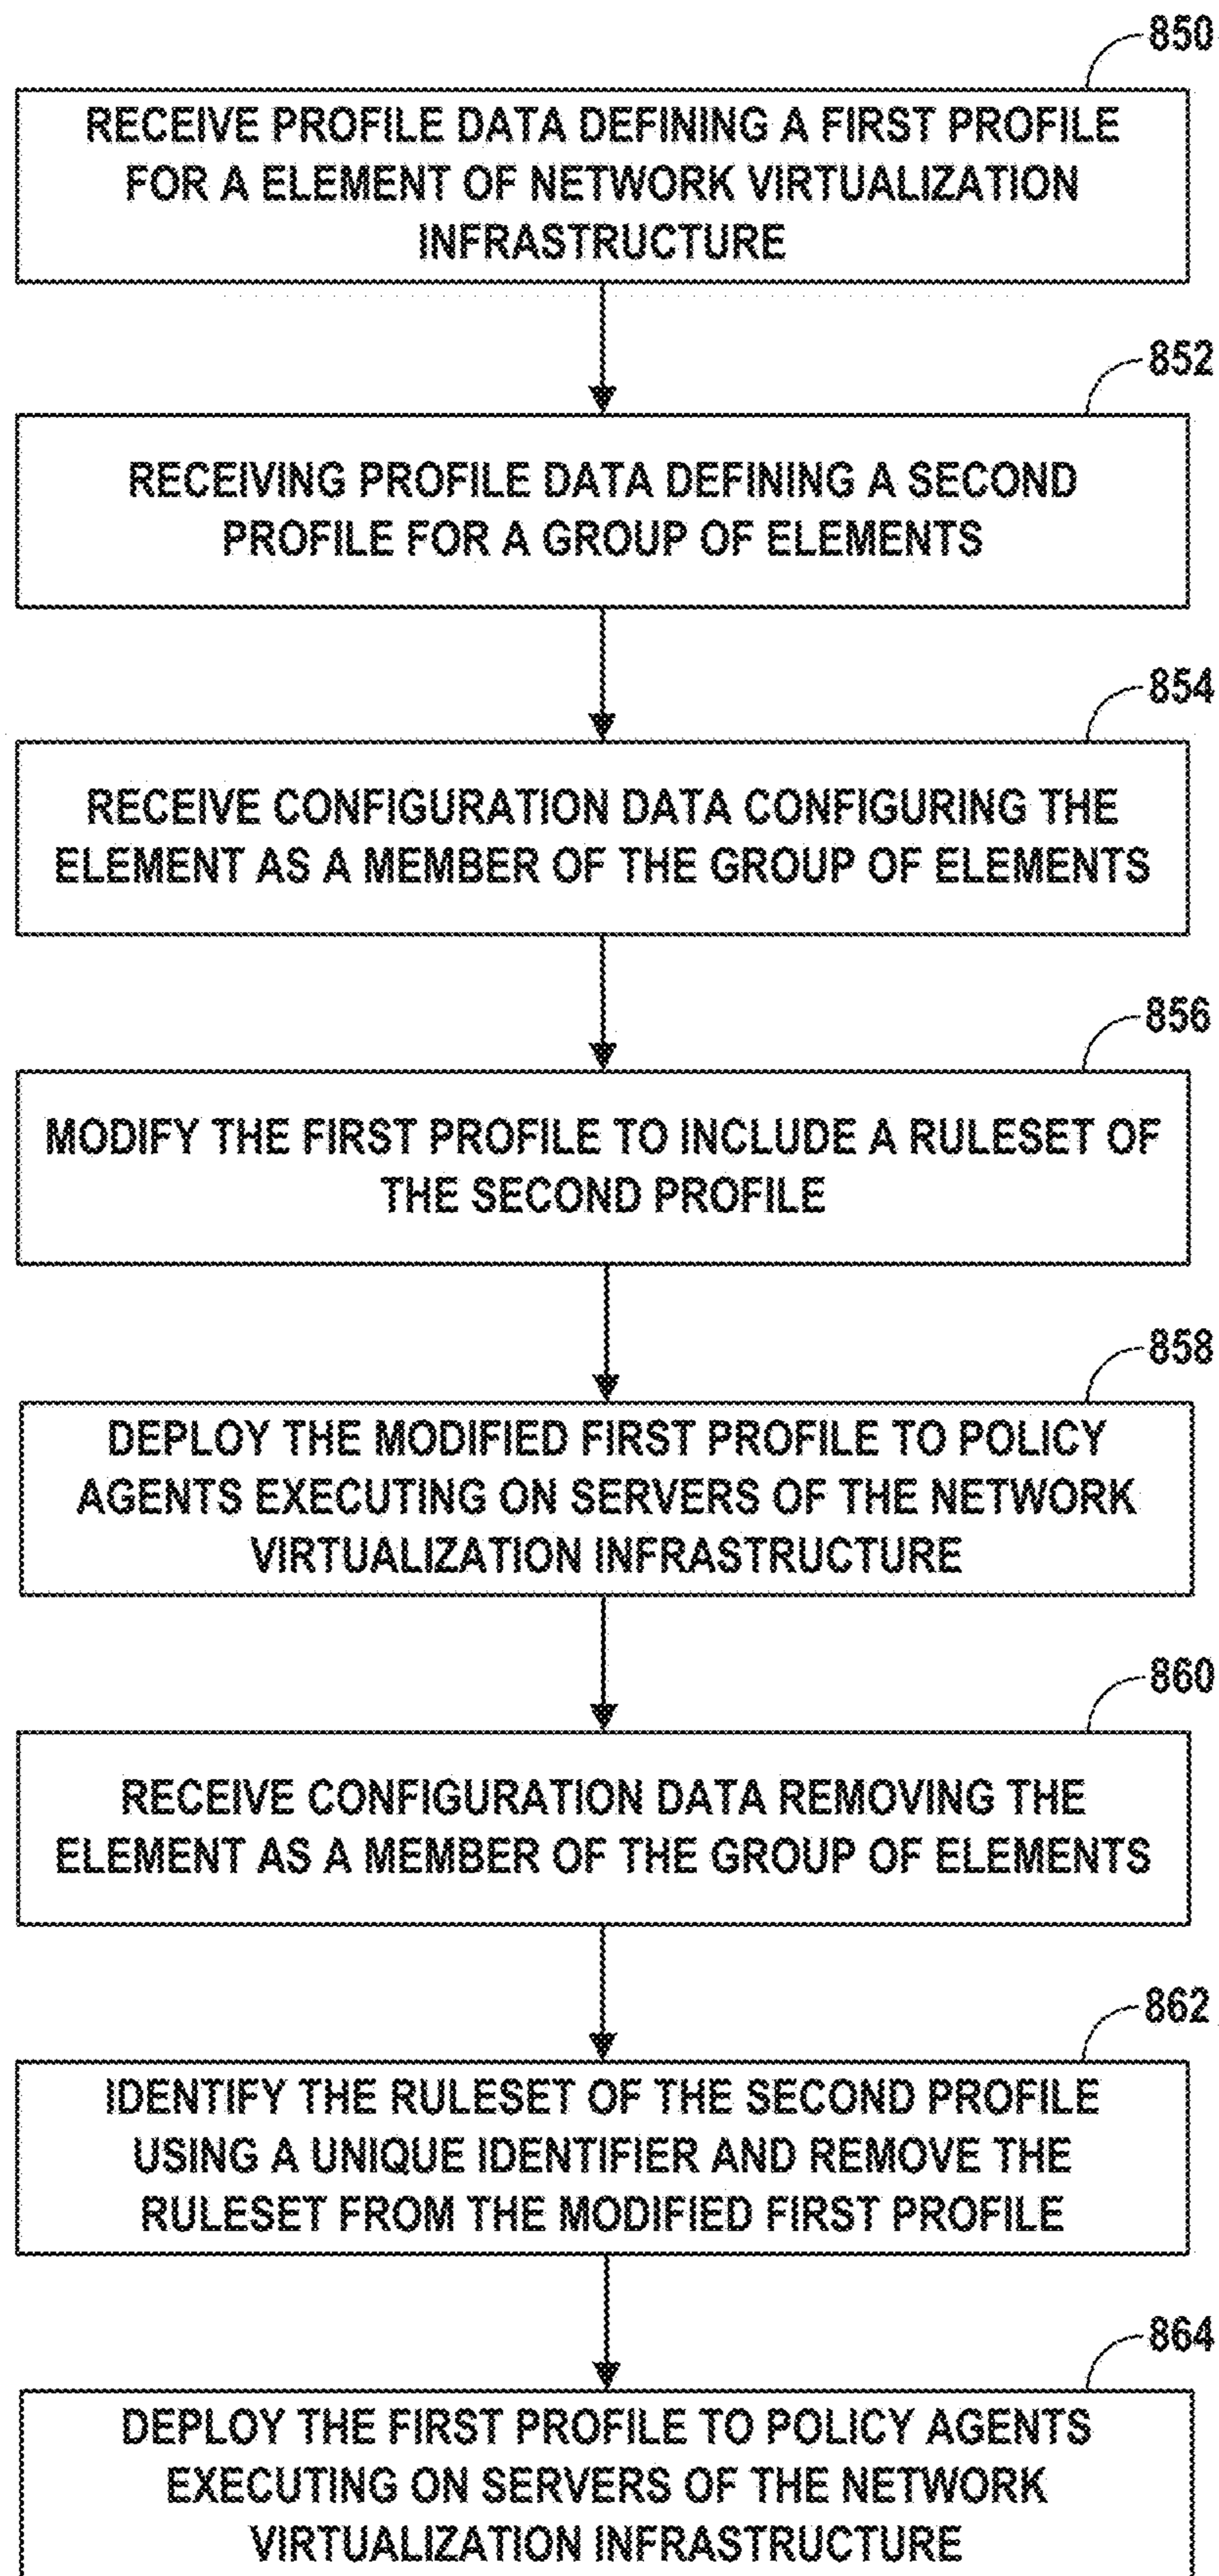 850
RECEIVE PROFILE DATA DEFINING A FIRST PROFILE
FOR A ELEMENT OF NETWORK VIRTUALIZATION
INFRASTRUCTURE
852
RECEIVING PROFILE DATA DEFINING A SECOND
PROFILE FOR A GROUP OF ELEMENTS
854
RECEIVE CONFIGURATION DATA CONFIGURING THE
ELEMENT AS A MEMBER OF THE GROUP OF ELEMENTS
856
MODIFY THE FIRST PROFILE TO INCLUDE A RULESET OF
THE SECOND PROFILE
858
DEPLOY THE MODIFIED FIRST PROFILE TO POLICY
AGENTS EXECUTING ON SERVERS OF THE NETWORK
VIRTUALIZATION INFRASTRUCTURE
860
RECEIVE CONFIGURATION DATA REMOVING THE
ELEMENT AS A MEMBER OF THE GROUP OF ELEMENTS
862
IDENTIFY THE RULESET OF THE SECOND PROFILE
USING A UNIQUE IDENTIFIER AND REMOVE THE
RULESET FROM THE MODIFIED FIRST PROFILE
864
DEPLOY THE FIRST PROFILE TO POLICY AGENTS
EXECUTING ON SERVERS OF THE NETWORK
VIRTUALIZATION INFRASTRUCTURE